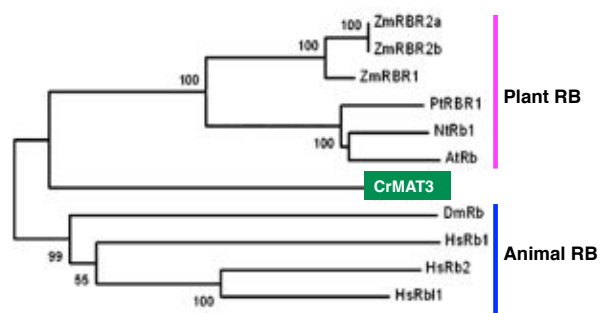 100 ZmRBR2a
100 ZmRBR2b
ZmRBR1
100
PtRBR1
Plant RB
NtRb1
100
AtRb
CrMAT3
DmRb
HsRb1
Animal RB
99
HsRb2
55
HsRbl1
100